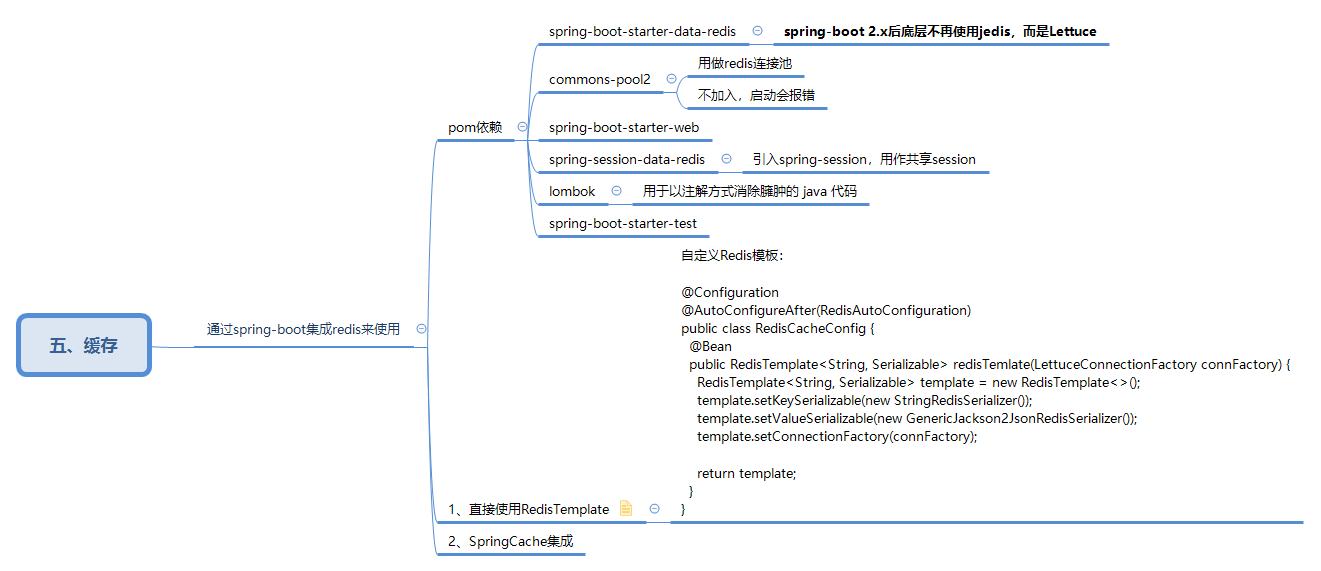 五、缓存
通过spring-boot集成redis来使用
pom依赖
spring-boot-starter-data-redis
spring-boot 2.x后底层不再使用jedis，而是Lettuce
commons-pool2
用做redis连接池
不加入，启动会报错
spring-boot-starter-web
spring-session-data-redis
引入spring-session，用作共享session
lombok
用于以注解方式消除臃肿的 java 代码
spring-boot-starter-test
1、直接使用RedisTemplate
自定义Redis模板：
@Configuration
@AutoConfigureAfter(RedisAutoConfiguration)
public class RedisCacheConfig {
@Bean
public RedisTemplate<String, Serializable> redisTemlate(LettuceConnectionFactory connFactory) {
RedisTemplate<String, Serializable> template = new RedisTemplate<>();
template.setKeySerializable(new StringRedisSerializer());
template.setValueSerializable(new GenericJackson2JsonRedisSerializer());
template.setConnectionFactory(connFactory);
return template;
}
}
2、SpringCache集成